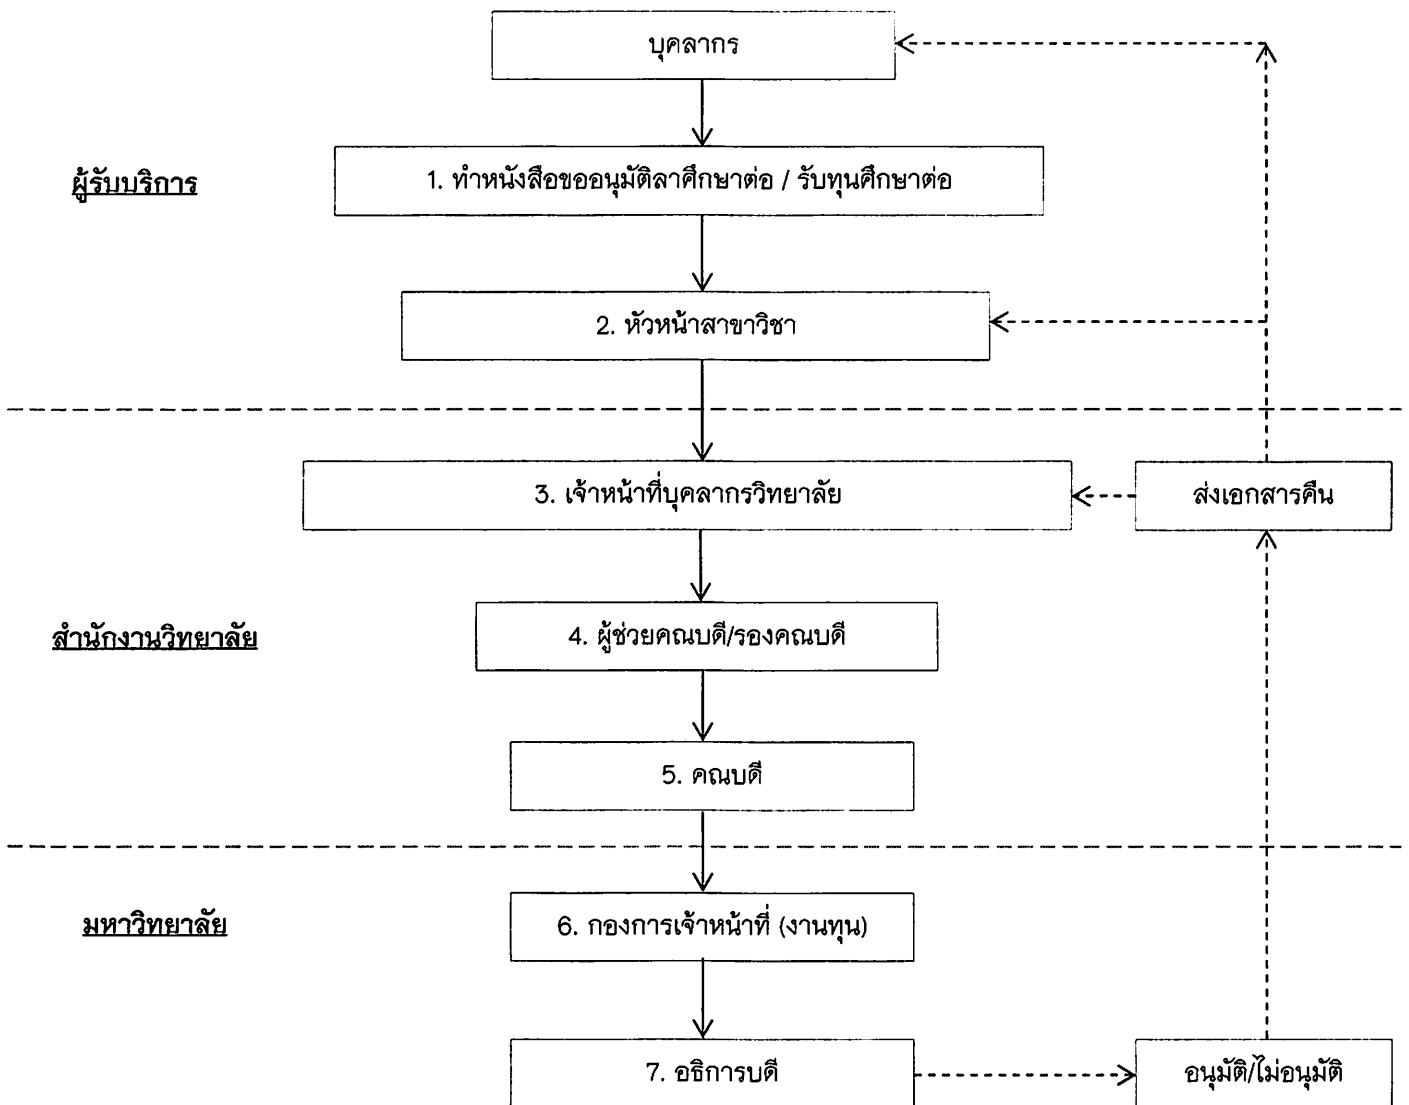 บุคลากร
ผู้รับบริการ
1. ทำหนังสือขออนุมัติลาศึกษาต่อ / รับทุนศึกษาต่อ
2. หัวหน้าสาขาวิชา
3. เจ้าหน้าที่บุคลากรวิทยาลัย
ส่งเอกสารคืน
สำนักงานวิทยาลัย
4. ผู้ช่วยคณบดี/รองคณบดี
5. คณบดี
มหาวิทยาลัย
6. กองการเจ้าหน้าที่ (งานทุน)
7. อธิการบดี
อนุมัติ/ไม่อนุมัติ